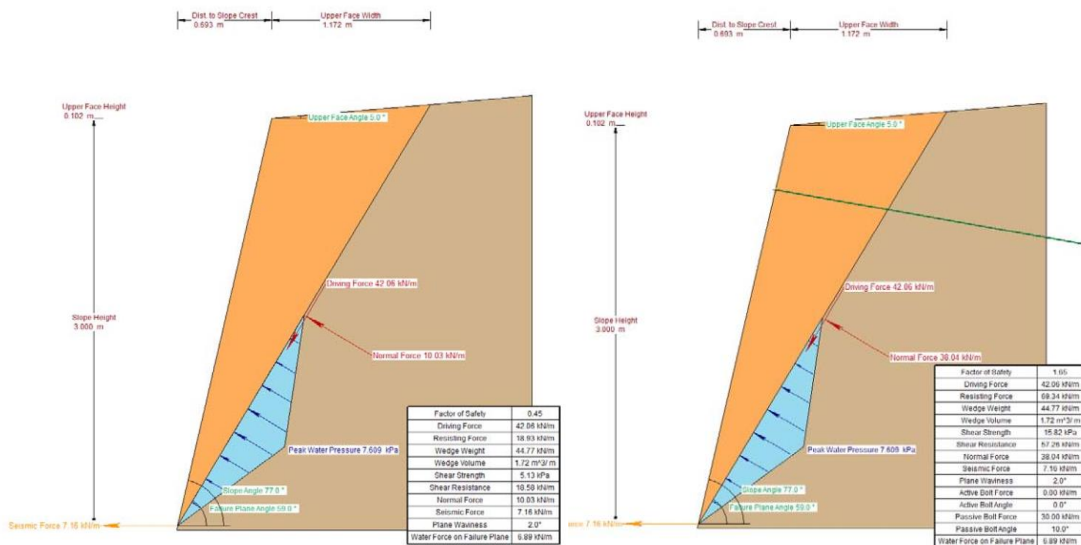 Dist. to Slope Crest
0.693 m
Upper Face Width
1.172 m
Upper Face Height
0.102 m
Upper Face Angle 5.0 °
Slope Height
3.000 m
Driving Force 42.06 kN/m
Normal Force 10.03 kN/m
Peak Water Pressure 7.609 kPa
Slope Angle 77.0 °
Failure Plane Angle 59.0 °
Seismic Force 7.16 kN/m
Factor of Safety 0.45
Driving Force 42.06 kN/m
Resisting Force 18.93 kN/m
Wedge Weight 44.77 kN/m
Wedge Volume 1.72 m^3/ m
Shear Strength 5.13 kPa
Shear Resistance 18.58 kN/m
Normal Force 10.03 kN/m
Seismic Force 7.16 kN/m
Plane Waviness 2.0°
Water Force on Failure Plane 6.89 kN/m
Dist. to Slope Crest
0.693 m
Upper Face Width
1.172 m
Upper Face Height
0.102 m
Upper Face Angle 5.0 °
Slope Height
3.000 m
Driving Force 42.06 kN/m
Normal Force 38.04 kN/m
Peak Water Pressure 7.609 kPa
Slope Angle 77.0 °
Failure Plane Angle 59.0 °
7.16 kN/m
Factor of Safety 1.65
Driving Force 42.06 kN/m
Resisting Force 69.34 kN/m
Wedge Weight 44.77 kN/m
Wedge Volume 1.72 m^3/ m
Shear Strength 15.82 kPa
Shear Resistance 57.26 kN/m
Normal Force 38.04 kN/m
Seismic Force 7.16 kN/m
Plane Waviness 2.0°
Active Bolt Force 0.00 kN/m
Active Bolt Angle 0.0°
Passive Bolt Force 30.00 kN/m
Passive Bolt Angle 10.0°
Water Force on Failure Plane 6.89 kN/m